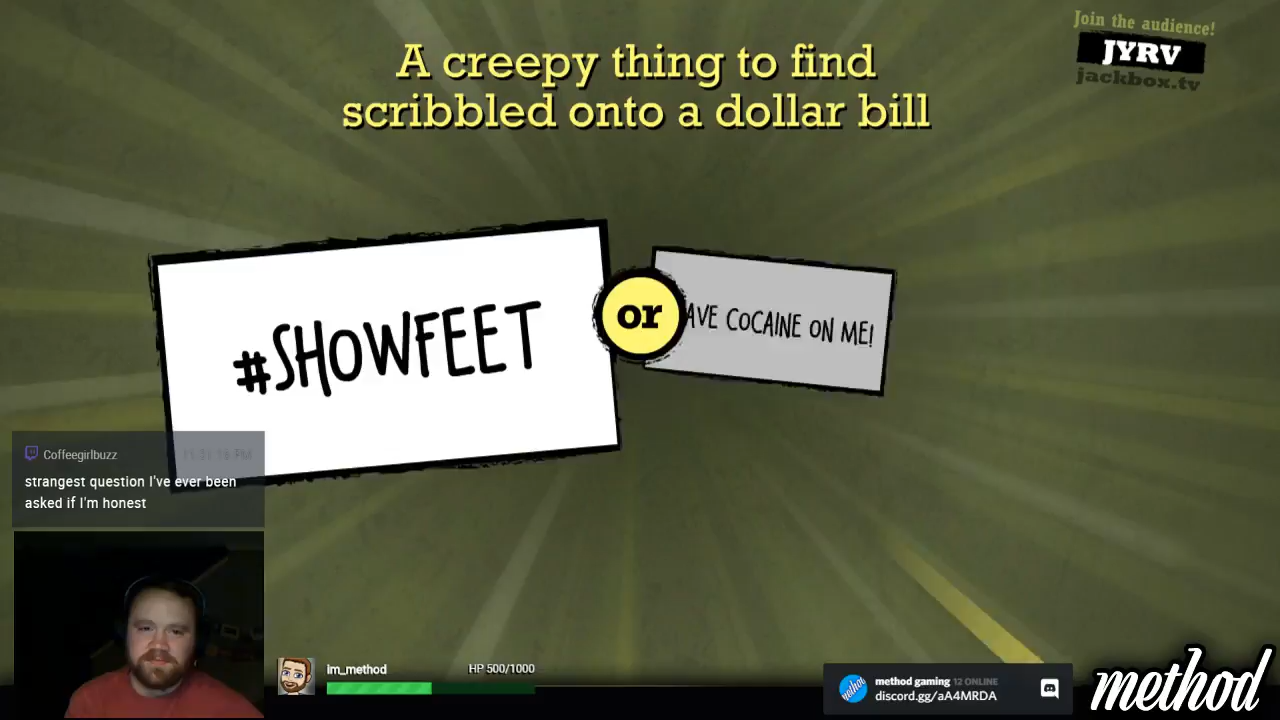 Join the audience!
JYRV
jackbox.tv
A creepy thing to find
scribbled onto a dollar bill
#SHOWFEET
or
COCAINE ON ME!
Coffeegirlbuzz
strangest question I've ever been
asked if I'm honest
im_method
HP 500/1000
method gaming 12 ONLINE
discord.gg/aA4MRDA
method